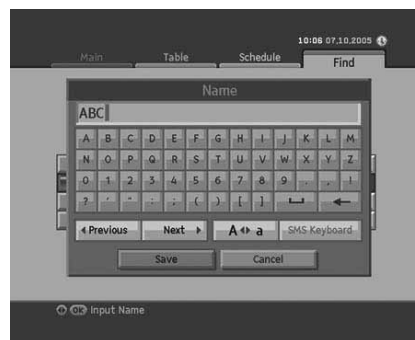 10:06 07.10.2005
Main Table Schedule Find
Name
ABC
A B C D E F G H I J K L M
N O P Q R S T U V W X Y Z
0 1 2 3 4 5 6 7 8 9 . , !
? ' " : ; ( ) [ ]
Previous Next A a SMS Keyboard
Save Cancel
OK Input Name